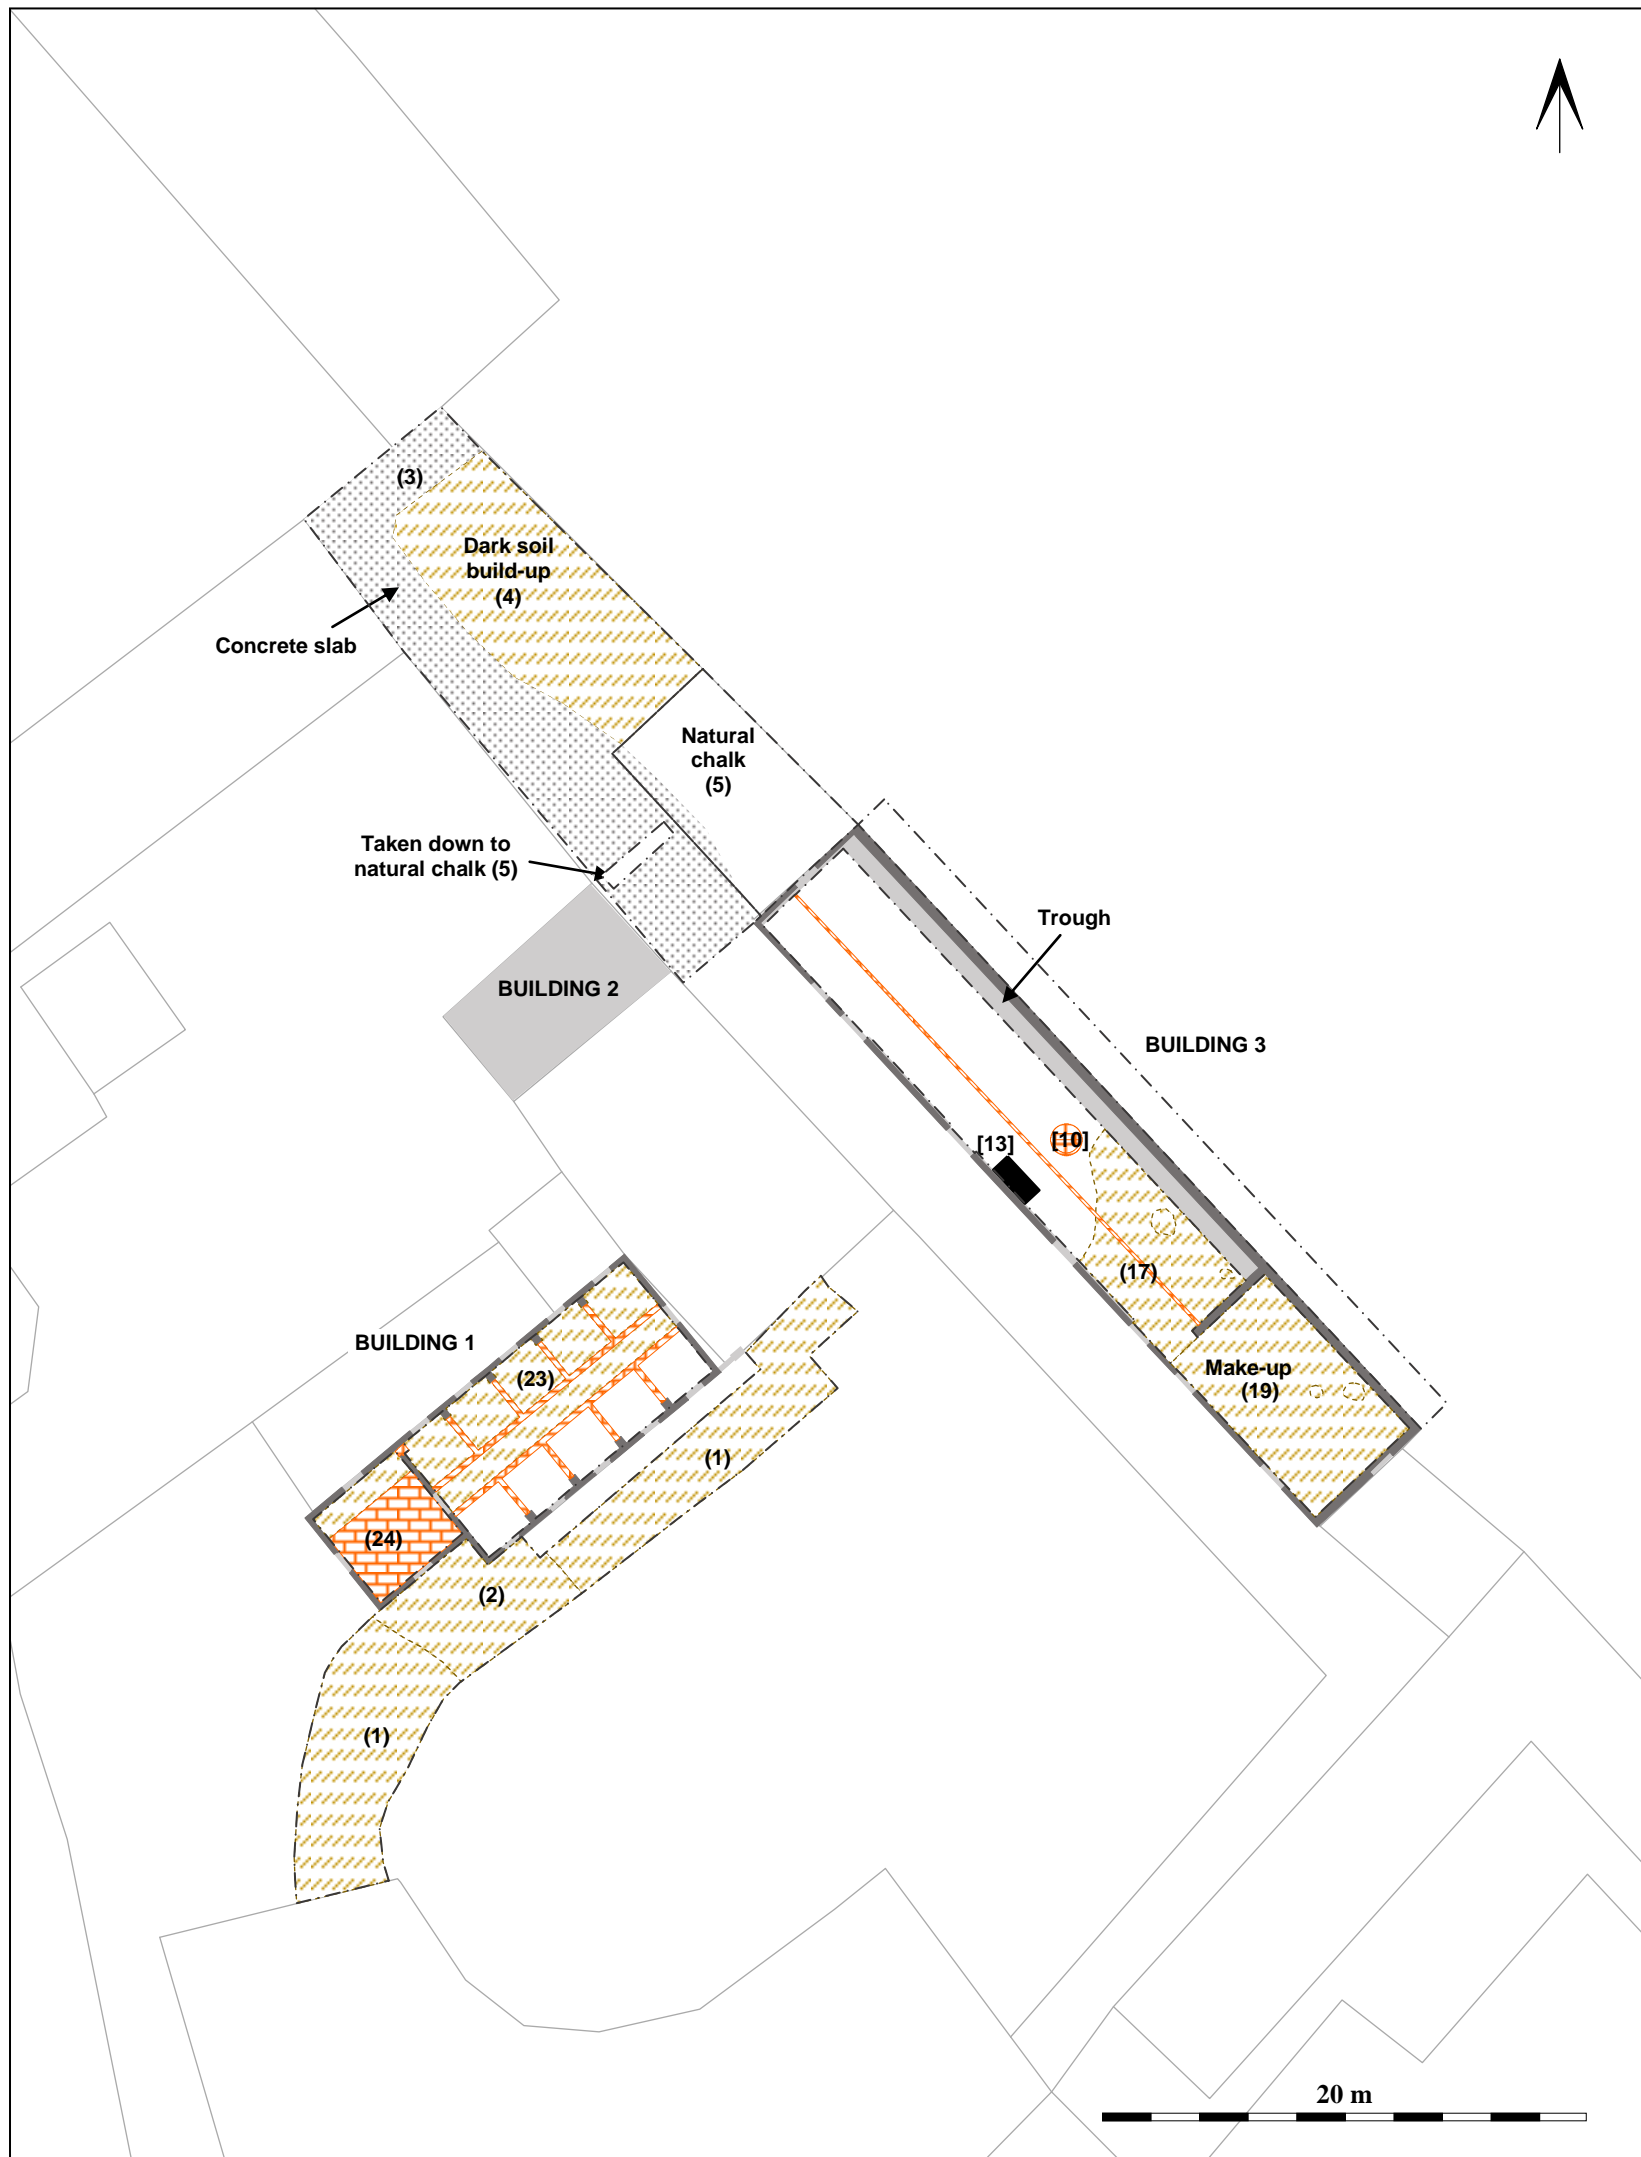 (3)
Dark soil
build-up
(4)
Concrete slab
Natural
chalk
(5)
Taken down to
natural chalk (5)
Trough
BUILDING 2
BUILDING 3
[13]
[10]
(17)
BUILDING 1
Make-up
(19)
(23)
(1)
(24)
(2)
(1)
20 m